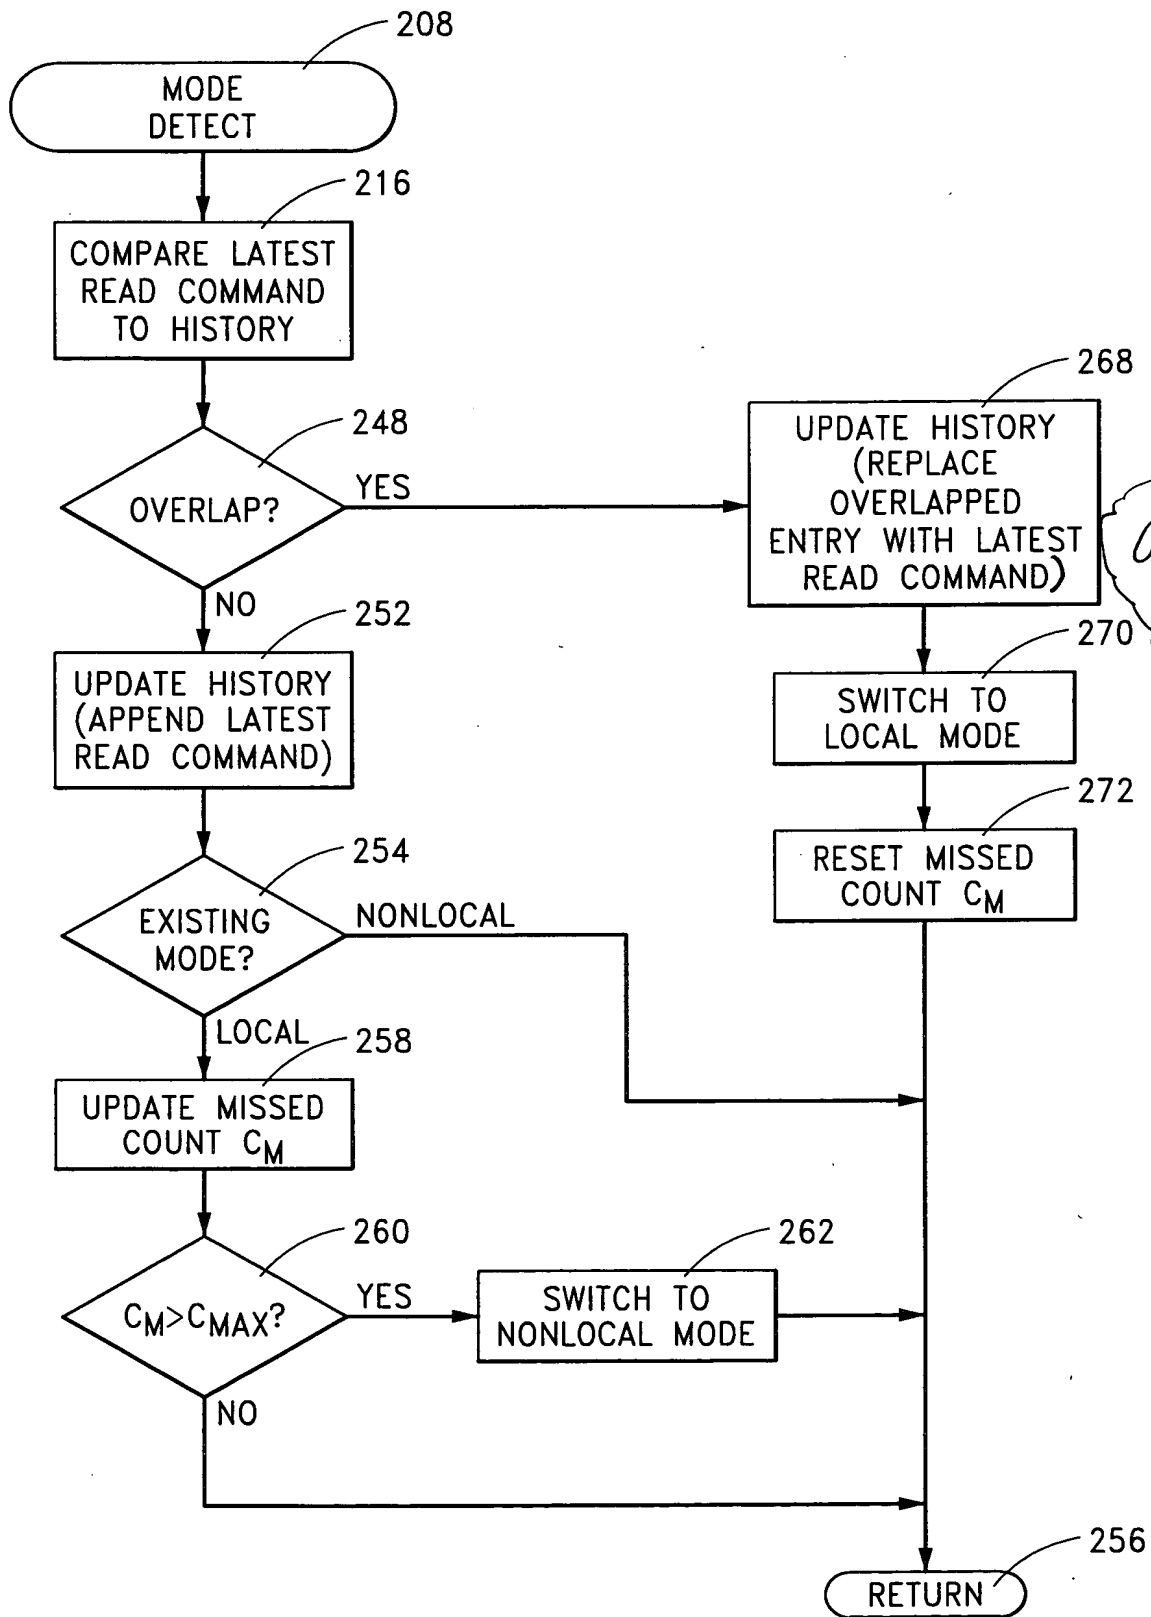 208
MODE
DETECT
216
COMPARE LATEST
READ COMMAND
TO HISTORY
248
OVERLAP?
YES
NO
268
UPDATE HISTORY
(REPLACE
OVERLAPPED
ENTRY WITH LATEST
READ COMMAND)
252
UPDATE HISTORY
(APPEND LATEST
READ COMMAND)
270
SWITCH TO
LOCAL MODE
272
RESET MISSED
COUNT CM
254
EXISTING
MODE?
NONLOCAL
LOCAL
258
UPDATE MISSED
COUNT CM
260
CM>CMAX?
YES
NO
262
SWITCH TO
NONLOCAL MODE
256
RETURN